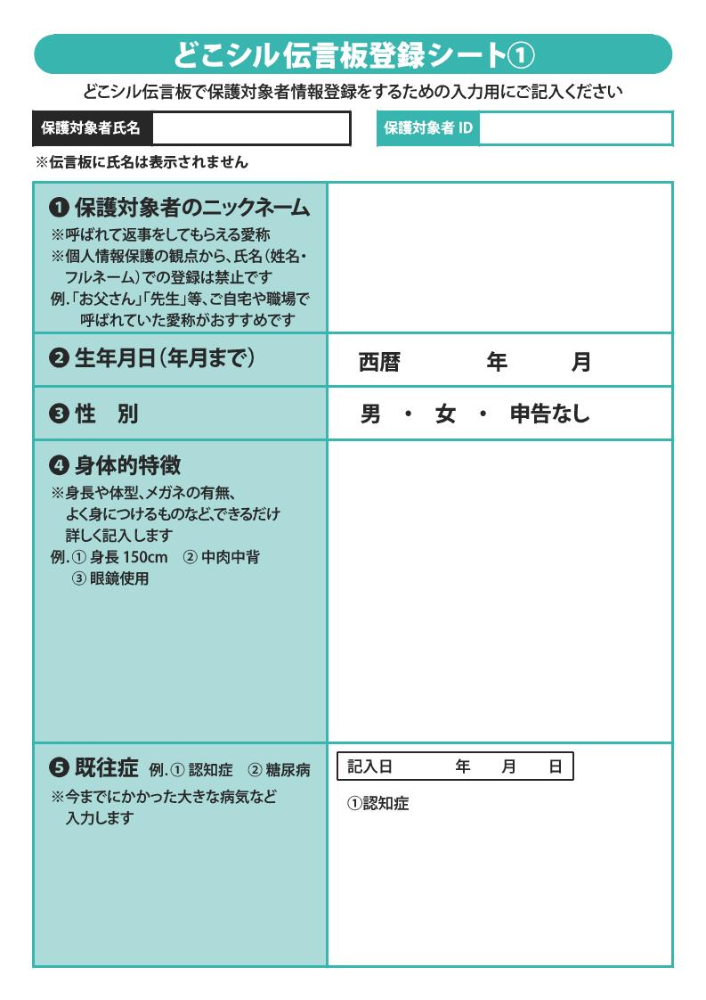 どこシル伝言板登録シート①
どこシル伝言板で保護対象者情報登録をするための入力用にご記入ください
保護対象者氏名
保護対象者 ID
※伝言板に氏名は表示されません
❶ 保護対象者のニックネーム
※呼ばれて返事をしてもらえる愛称
※個人情報保護の観点から、氏名（姓名・
フルネーム）での登録は禁止です
例．「お父さん」「先生」等、ご自宅や職場で
呼ばれていた愛称がおすすめです
❷ 生年月日（年月まで）
西暦　　　年　　　月
❸ 性　別
男　・　女　・　申告なし
❹ 身体的特徴
※身長や体型、メガネの有無、
よく身につけるものなど、できるだけ
詳しく記入します
例．① 身長 150cm　② 中肉中背
③ 眼鏡使用
❺ 既往症　例．① 認知症　② 糖尿病
※今までにかかった大きな病気など
入力します
記入日　　　年　　月　　日
①認知症